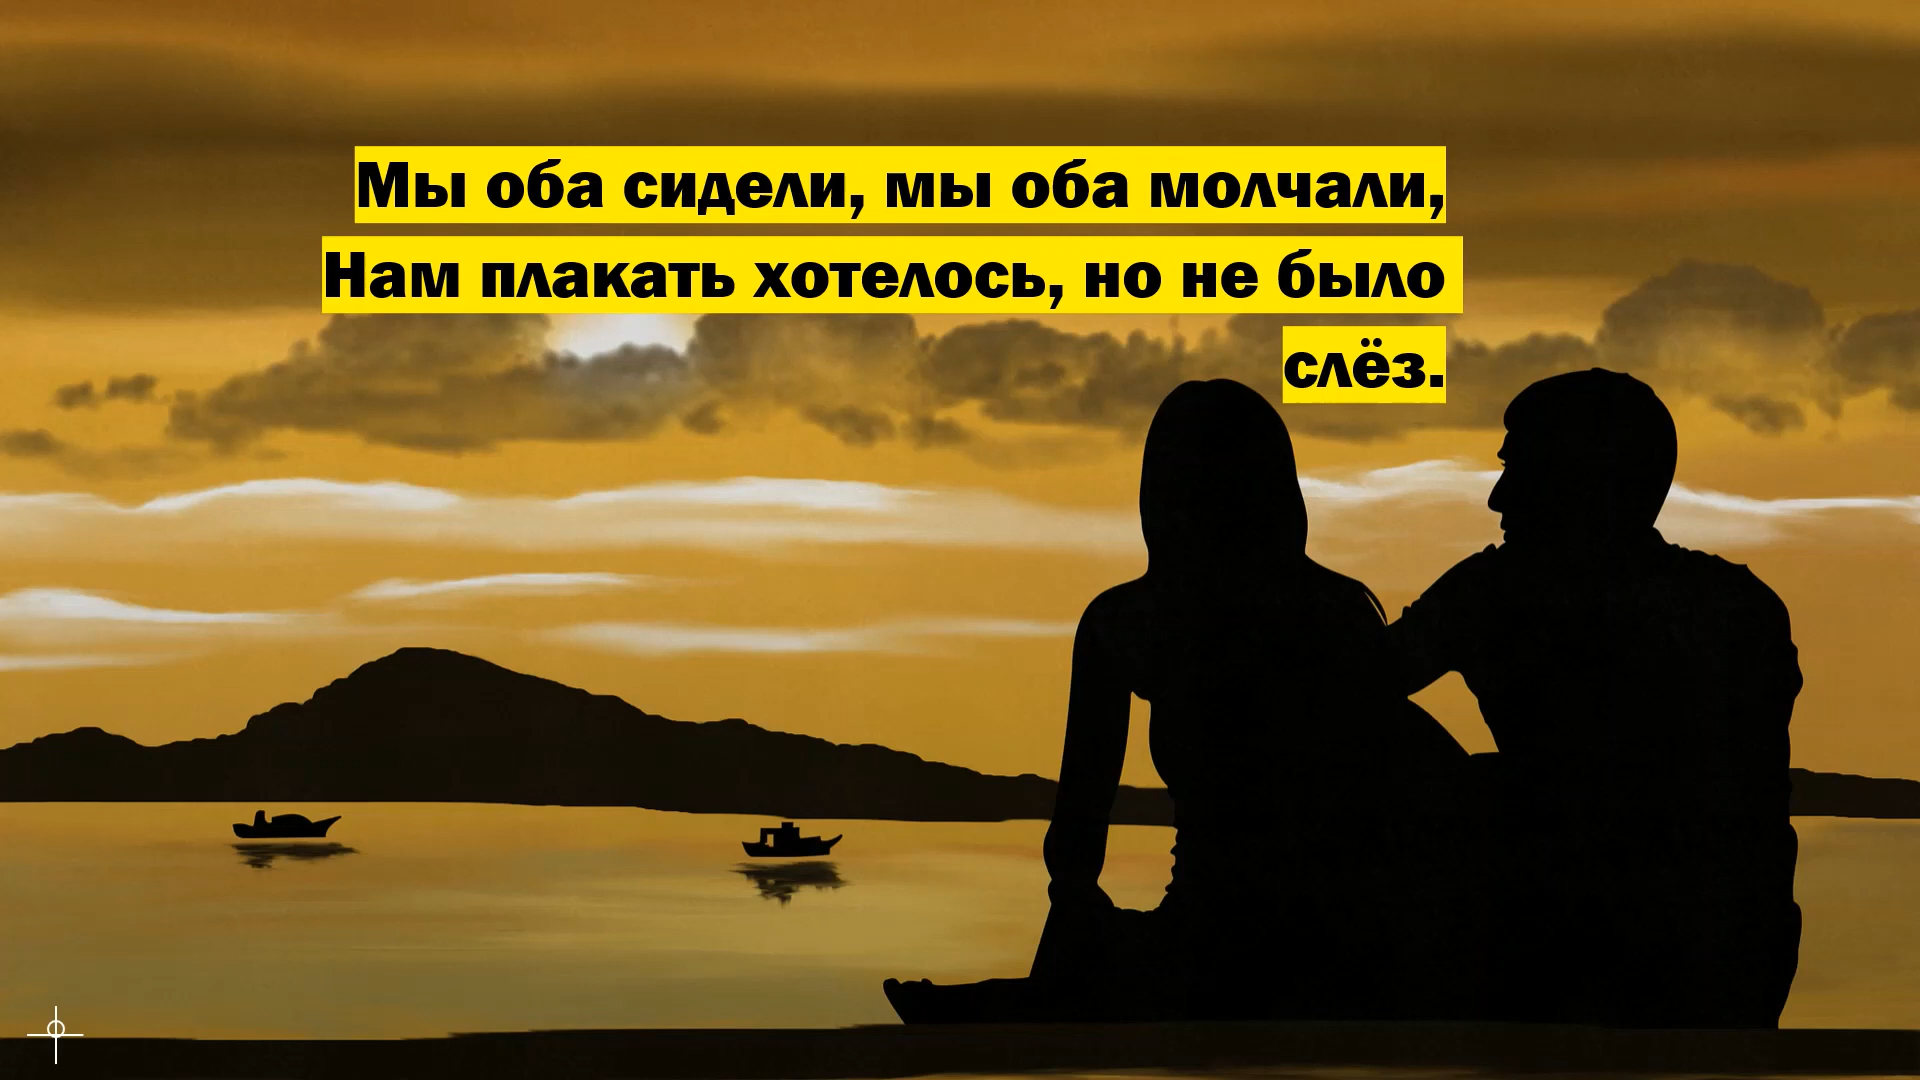 Мы оба сидели, мы оба молчали,
Нам плакать хотелось, но не было
слёз.